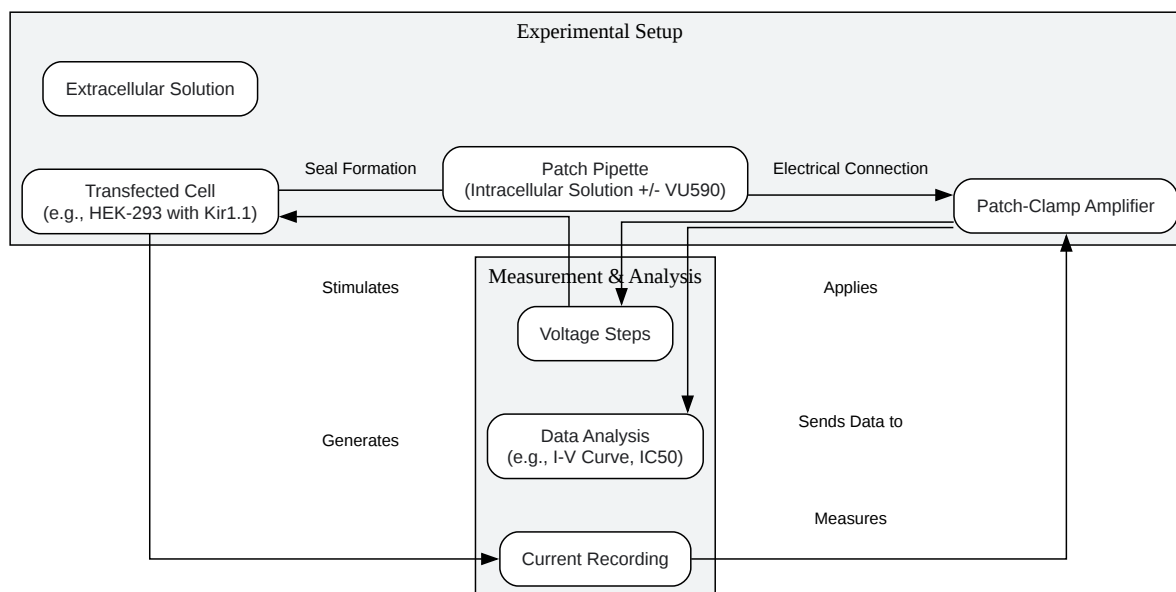 Experimental Setup
Extracellular Solution
Transfected Cell
(e.g., HEK-293 with Kir1.1)
Seal Formation
Patch Pipette
(Intracellular Solution +/- VU590)
Electrical Connection
Patch-Clamp Amplifier
Measurement & Analysis
Stimulates
Applies
Voltage Steps
Generates
Data Analysis
(e.g., I-V Curve, IC50)
Sends Data to
Measures
Current Recording